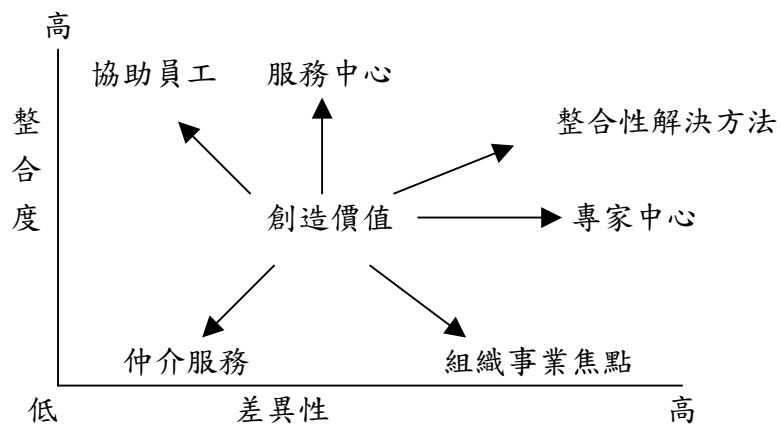 高
協助員工
服務中心
整合性解決方法
整合度
創造價值
專家中心
仲介服務
組織事業焦點
低
差異性
高